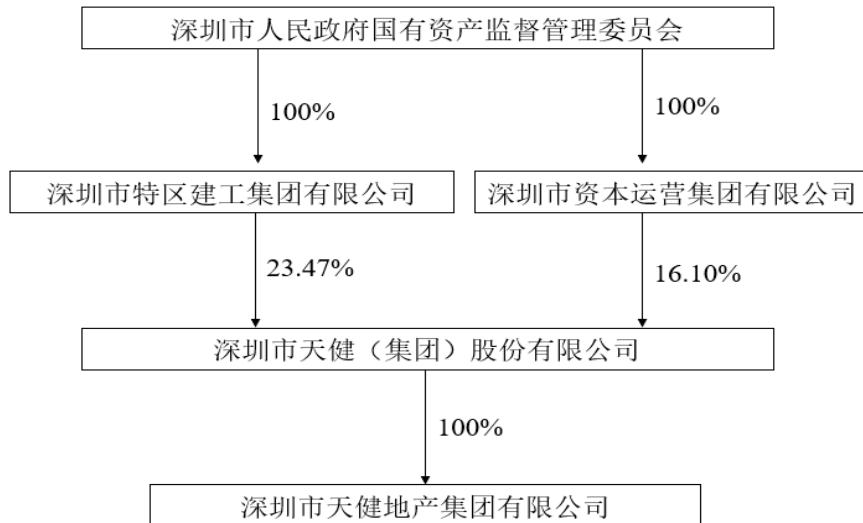 深圳市人民政府国有资产监督管理委员会
100%
100%
深圳市特区建工集团有限公司
深圳市资本运营集团有限公司
23.47%
16.10%
深圳市天健（集团）股份有限公司
100%
深圳市天健地产集团有限公司